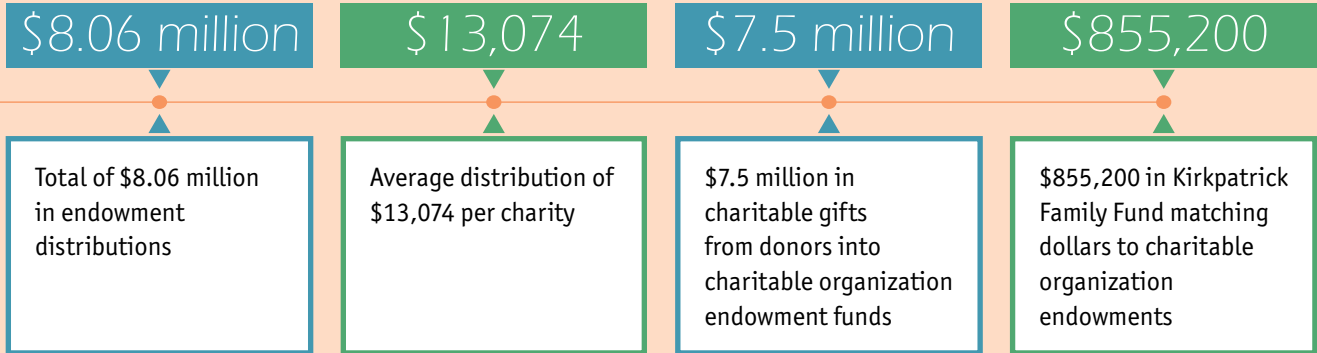 $8.06 million
$13,074
$7.5 million
$855,200
Total of $8.06 million
in endowment
distributions
Average distribution of
$13,074 per charity
$7.5 million in
charitable gifts
from donors into
charitable organization
endowment funds
$855,200 in Kirkpatrick
Family Fund matching
dollars to charitable
organization
endowments